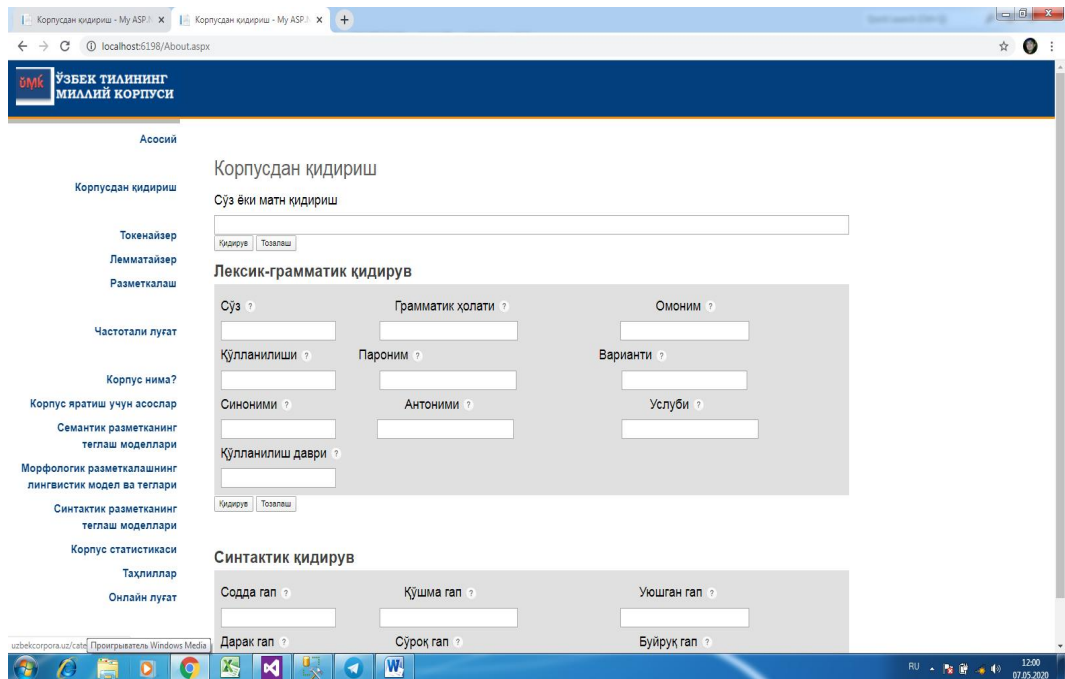 Корпусдан қидириш - My ASP.N
Корпусдан қидириш - My ASP.N
localhost:6198/About.aspx
ЎМК
ЎЗБЕК ТИЛИНИНГ
МИЛЛИЙ КОРПУСИ
Асосий
Корпусдан қидириш
Токенайзер
Лемматайзер
Разметкалаш
Частотали луғат
Корпус нима?
Корпус яратиш учун асослар
Семантик разметканинг
теглаш моделлари
Морфологик разметкалашнинг
лингвистик модел ва теглари
Синтактик разметканинг
теглаш моделлари
Корпус статистикаси
Таҳлиллар
Онлайн луғат
Корпусдан қидириш
Сўз ёки матн қидириш
Қидирув Тозалаш
Лексик-грамматик қидирув
Сўз ? Грамматик ҳолати ? Омоним ?
Қўлланилиши ? Пароним ? Варианти ?
Синоними ? Антоними ? Услуби ?
Қўлланилиш даври ?
Қидирув Тозалаш
Синтактик қидирув
Содда гап ? Қўшма гап ? Уюшган гап ?
Дарак гап ? Сўроқ гап ? Буйруқ гап ?
uzbekcorpora.uz/cate Проигрыватель Windows Media
RU 12:00
07.05.2020